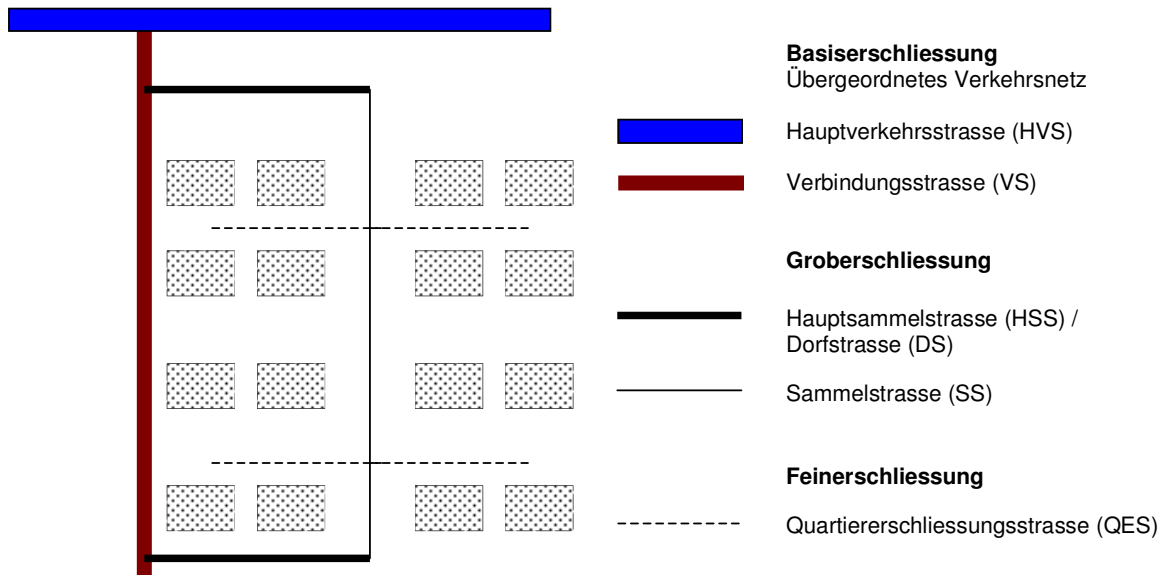 Basiserschliessung
Übergeordnetes Verkehrsnetz
Hauptverkehrsstrasse (HVS)
Verbindungsstrasse (VS)
Groberschliessung
Hauptsammelstrasse (HSS) /
Dorfstrasse (DS)
Sammelstrasse (SS)
Feinerschliessung
Quartiererschliessungsstrasse (QES)